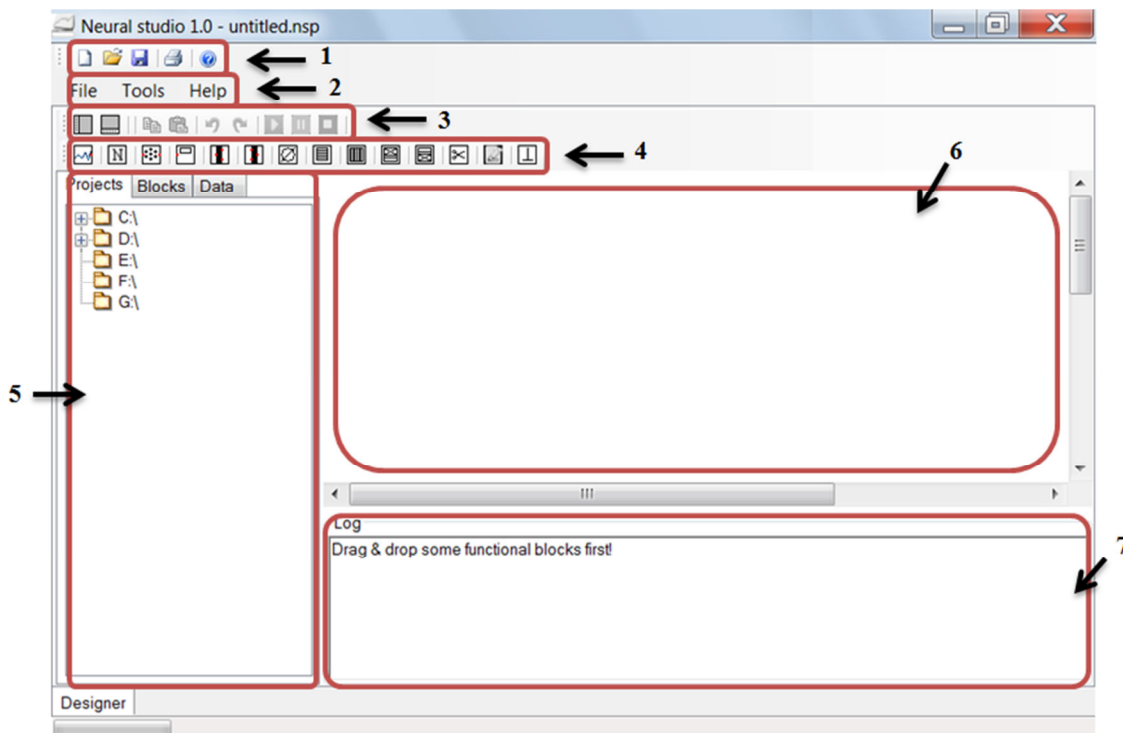 Neural studio 1.0 - untitled.nsp
1
File Tools Help
2
3
4
6
Projects Blocks Data
C:\
D:\
E:\
F:\
G:\
5
Log
Drag & drop some functional blocks first!
7
Designer